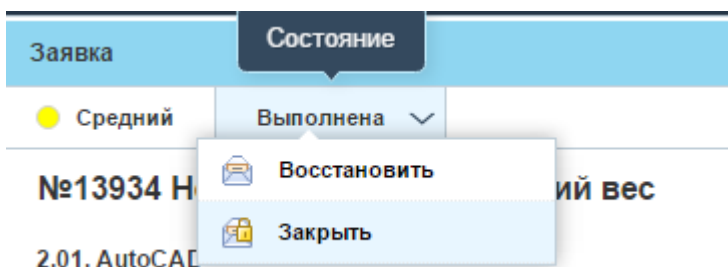 Состояние
Заявка
Средний
Выполнена
Восстановить
№13934 ий вес
Закрыть
2.01. AutoCAD